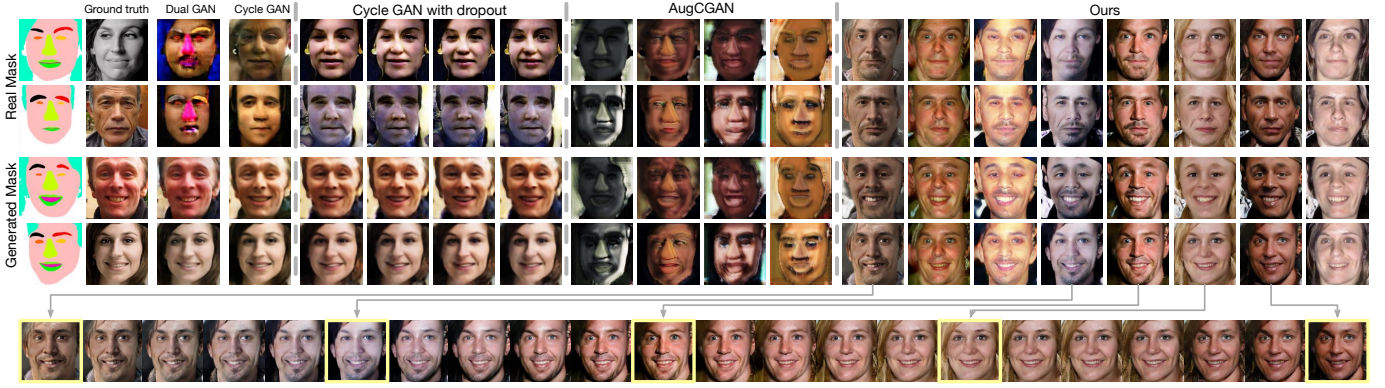 Ground truth Dual GAN Cycle GAN Cycle GAN with dropout AugCGAN Ours
Real Mask
Generated Mask